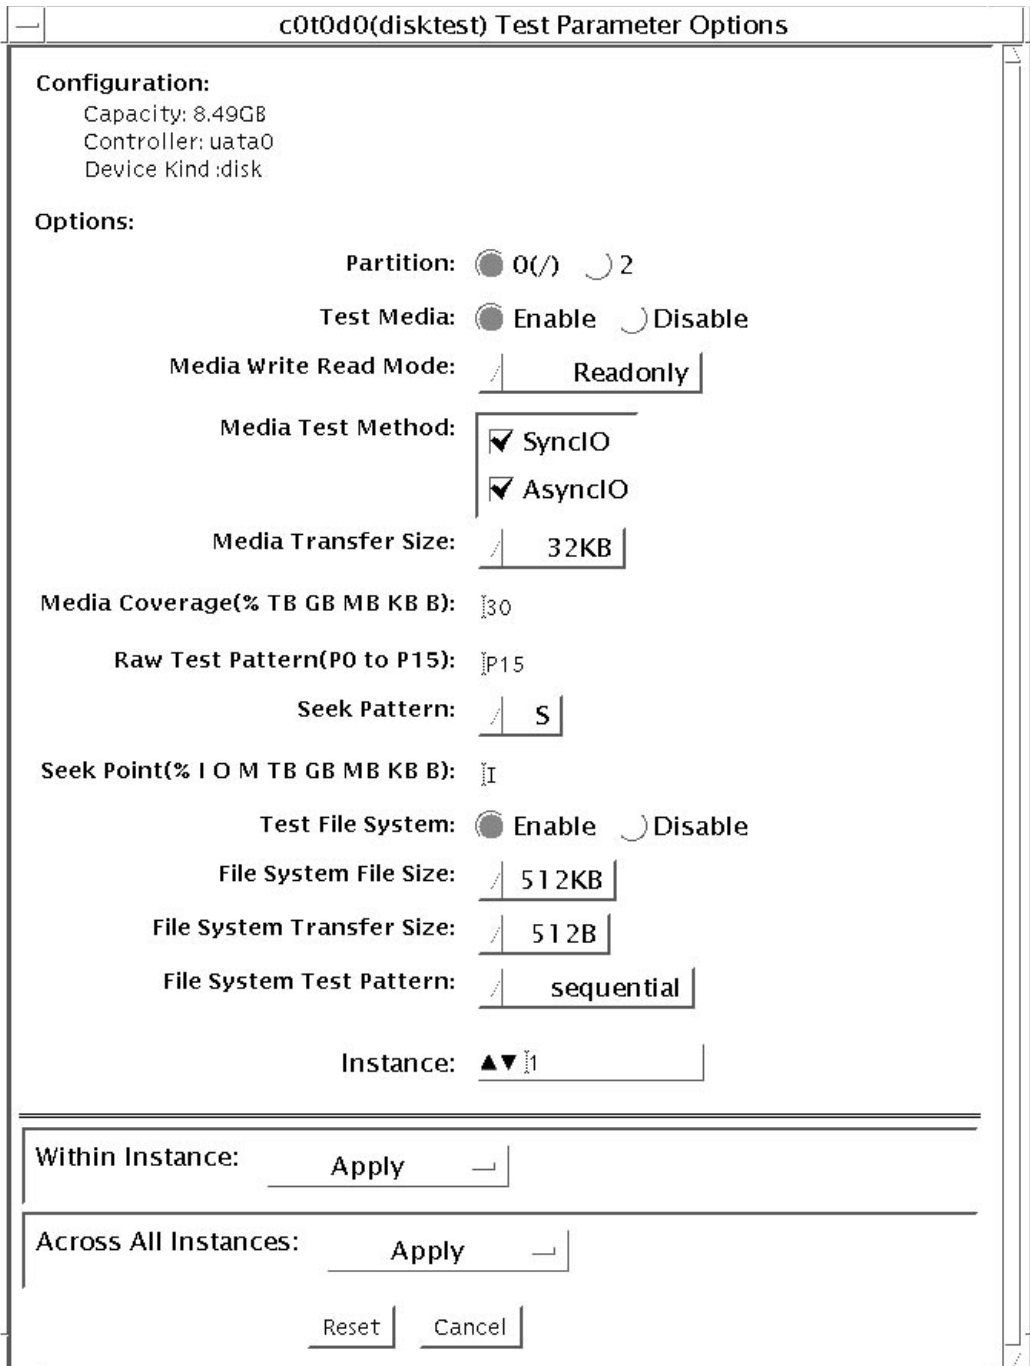 c0t0d0(disktest) Test Parameter Options
Configuration:
Capacity: 8.49GB
Controller: uata0
Device Kind :disk
Options:
Partition: 0(/) 2
Test Media: Enable Disable
Media Write Read Mode: Readonly
Media Test Method: SyncIO
AsyncIO
Media Transfer Size: 32KB
Media Coverage(% TB GB MB KB B): 30
Raw Test Pattern(P0 to P15): P15
Seek Pattern: S
Seek Point(% I O M TB GB MB KB B): I
Test File System: Enable Disable
File System File Size: 512KB
File System Transfer Size: 512B
File System Test Pattern: sequential
Instance: 1
Within Instance: Apply
Across All Instances: Apply
Reset Cancel